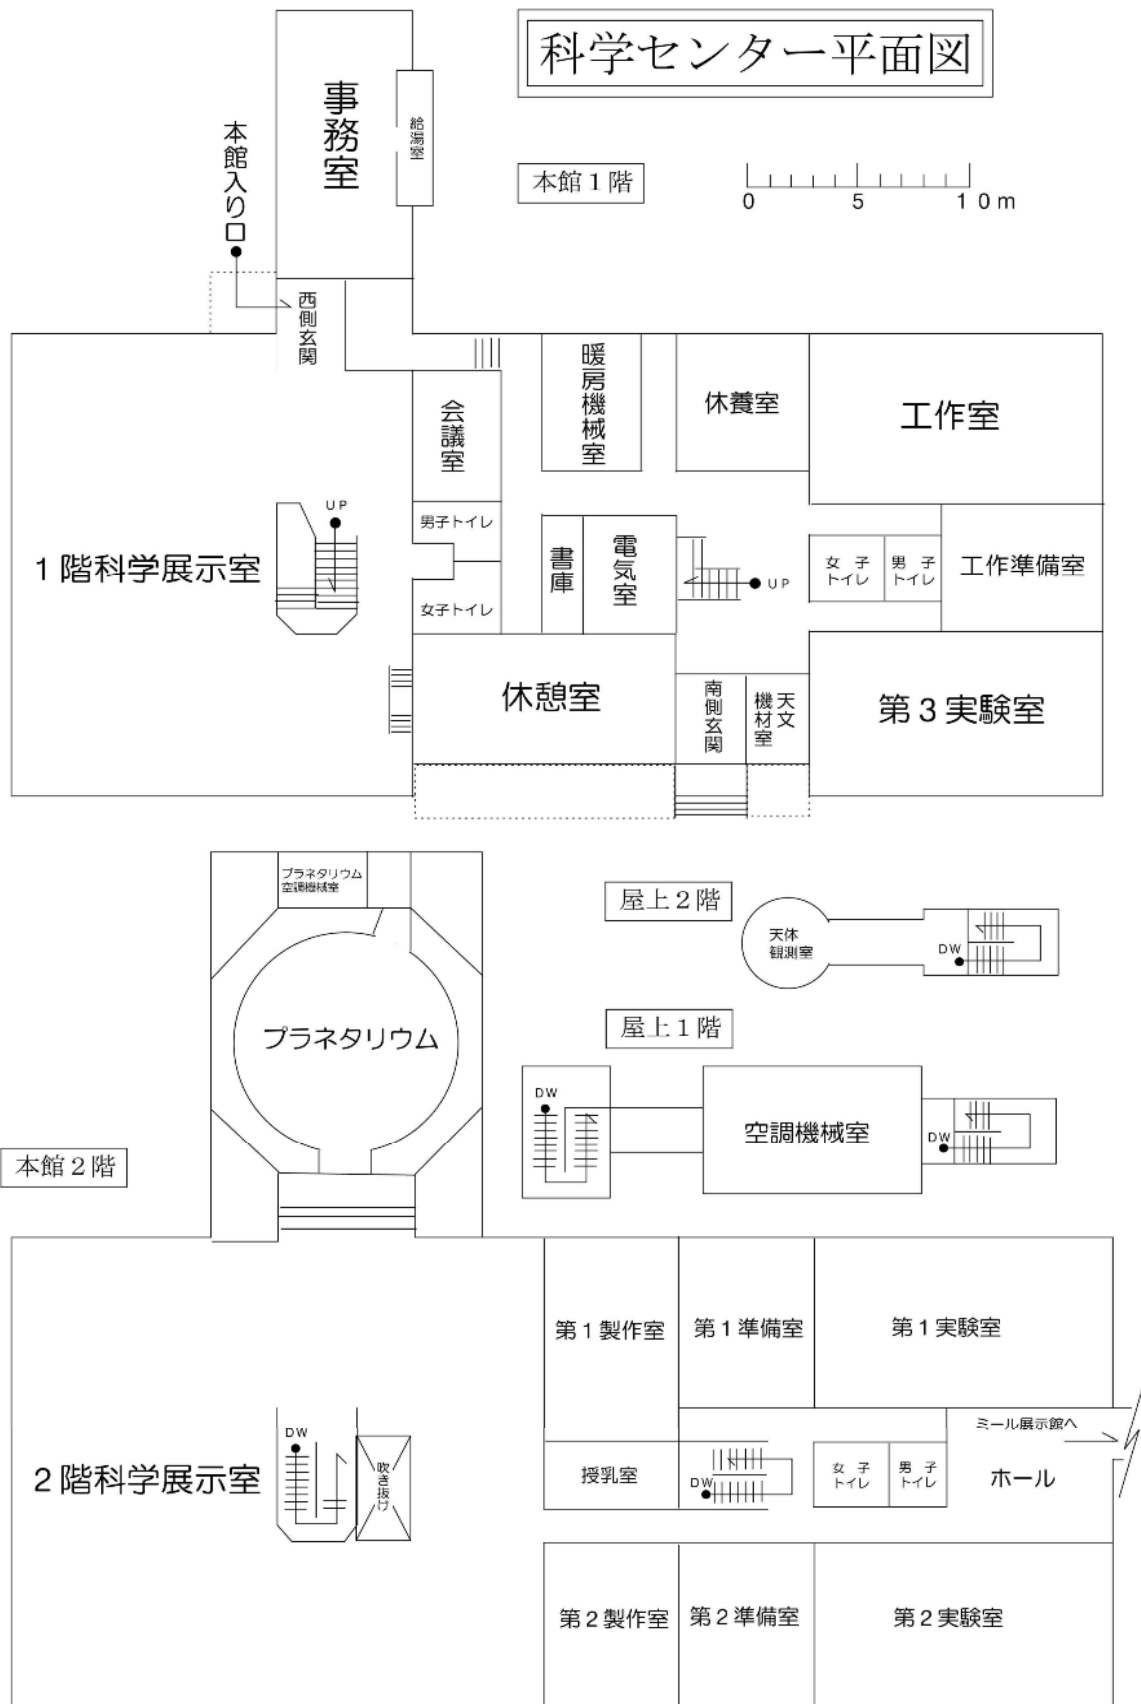 科学センター平面図
本館１階
0 5 10m
事務室
給湯室
本館入り口
西側玄関
暖房機械室
休養室
工作室
会議室
UP
男子トイレ
1階科学展示室
書庫
電気室
UP
女子
トイレ
男子
トイレ
工作準備室
女子トイレ
休憩室
南側玄関
天文
機材室
第3実験室
プラネタリウム
空調機械室
屋上２階
天体
観測室
DW
プラネタリウム
屋上１階
DW
空調機械室
DW
本館２階
第1製作室
第1準備室
第1実験室
ミール展示館へ
DW
吹き抜け
2階科学展示室
授乳室
DW
女子
トイレ
男子
トイレ
ホール
第2製作室
第2準備室
第2実験室